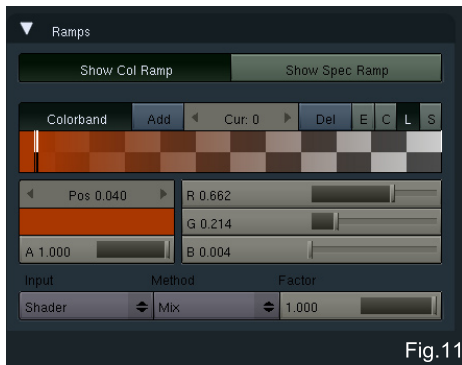 Ramps
Show Col Ramp Show Spec Ramp
Colorband Add Cur: 0 Del E C L S
Pos 0.040 R 0.662
G 0.214
A 1.000 B 0.004
Input Method Factor
Shader Mix 1.000
Fig.11